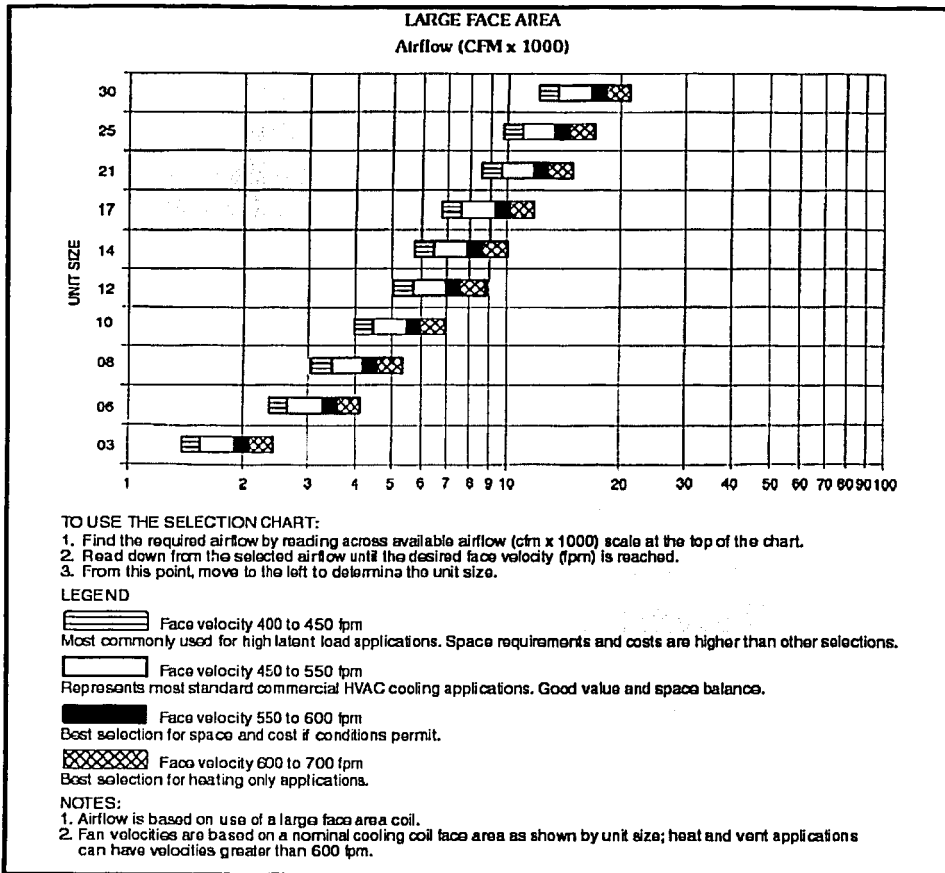 LARGE FACE AREA
Airflow (CFM x 1000)
30
25
21
17
14
12
10
08
06
03
UNIT SIZE
1 2 3 4 5 6 7 8 9 10 20 30 40 50 60 70 80 90 100
TO USE THE SELECTION CHART:
1. Find the required airflow by reading across available airflow (cfm x 1000) scale at the top of the chart.
2. Read down from the selected airflow until the desired face velocity (fpm) is reached.
3. From this point, move to the left to determine the unit size.
LEGEND
Face velocity 400 to 450 fpm
Most commonly used for high latent load applications. Space requirements and costs are higher than other selections.
Face velocity 450 to 550 fpm
Represents most standard commercial HVAC cooling applications. Good value and space balance.
Face velocity 550 to 600 fpm
Best selection for space and cost if conditions permit.
Face velocity 600 to 700 fpm
Best selection for heating only applications.
NOTES:
1. Airflow is based on use of a large face area coil.
2. Fan velocities are based on a nominal cooling coil face area as shown by unit size; heat and vent applications
can have velocities greater than 600 fpm.